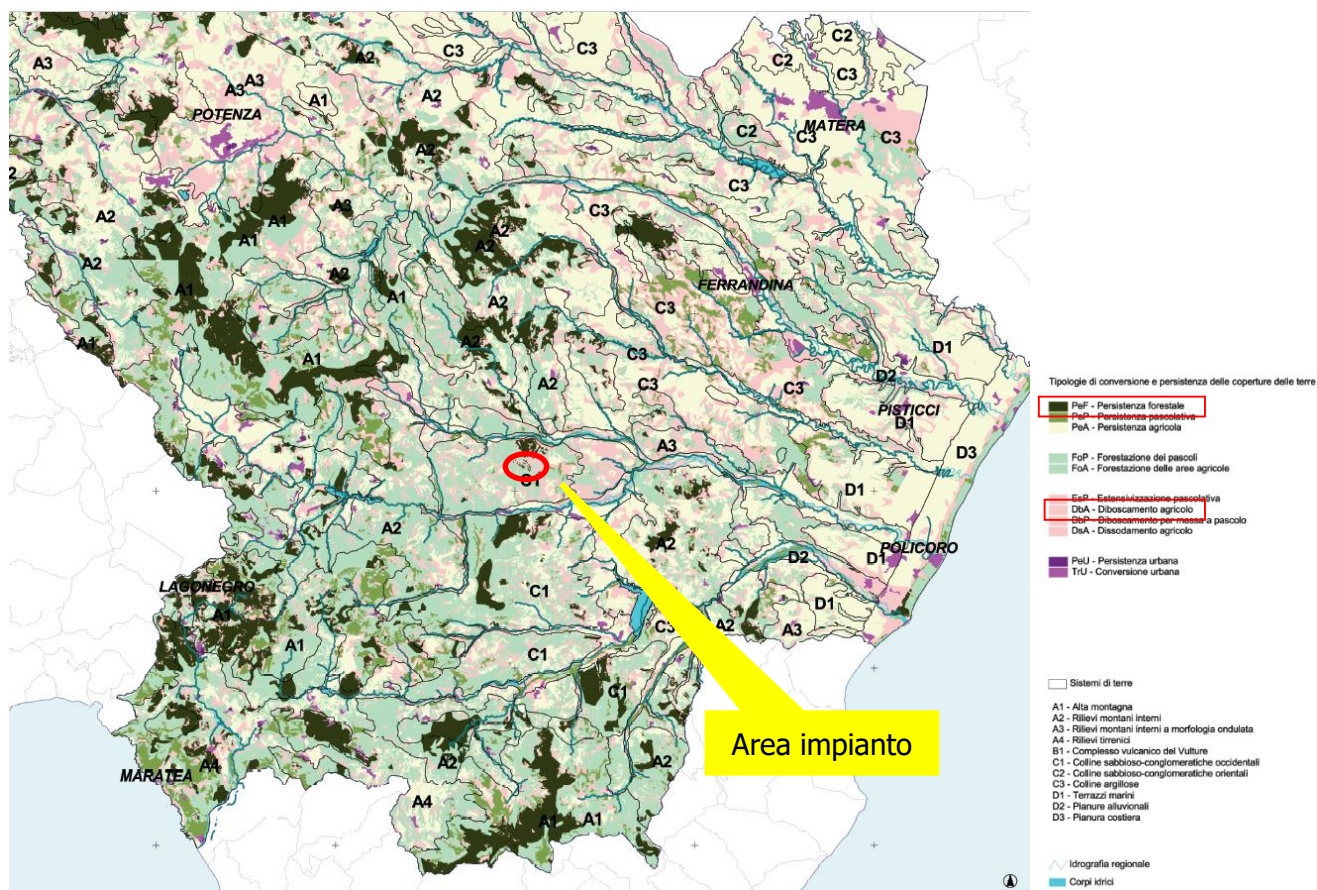 C2
C3
C3
A2
C2
A3
A3
A3
C3
A1
A2
POTENZA
MATERA
C2
C3
C3
A2
C3
A2
A1
A3
A2
C3
A2
A1
A2
A2
A2
A1
A1
FERRANDINA
A2
C3
A1
A1
A2
C3
D1
A2
C3
C3
D2
PISTICCI
D1
A3
D3
C1
D1
A2
A2
D2
D1
POLICORO
LAGONEGRO
C1
A1
D1
A1
C3
A2
A3
C1
C1
Area impianto
MARATEA
A4
A2
A2
A4
A1
A1
Tipologie di conversione e persistenza delle coperture delle terre
PeF - Persistenza forestale
PeP - Persistenza pascolativa
PeA - Persistenza agricola
FoP - Forestazione dei pascoli
FoA - Forestazione delle aree agricole
EsP - Estensivizzazione pascolativa
DbA - Diboscamento agricolo
DbP - Diboscamento per messa a pascolo
DsA - Dissodamento agricolo
PeU - Persistenza urbana
TrU - Conversione urbana
Sistemi di terre
A1 - Alta montagna
A2 - Rilievi montani interni
A3 - Rilievi montani interni a morfologia ondulata
A4 - Rilievi tirrenici
B1 - Complesso vulcanico del Vulture
C1 - Colline sabbioso-conglomeratiche occidentali
C2 - Colline sabbioso-conglomeratiche orientali
C3 - Colline argillose
D1 - Terrazzi marini
D2 - Pianure alluvionali
D3 - Pianura costiera
Idrografia regionale
Corpi idrici